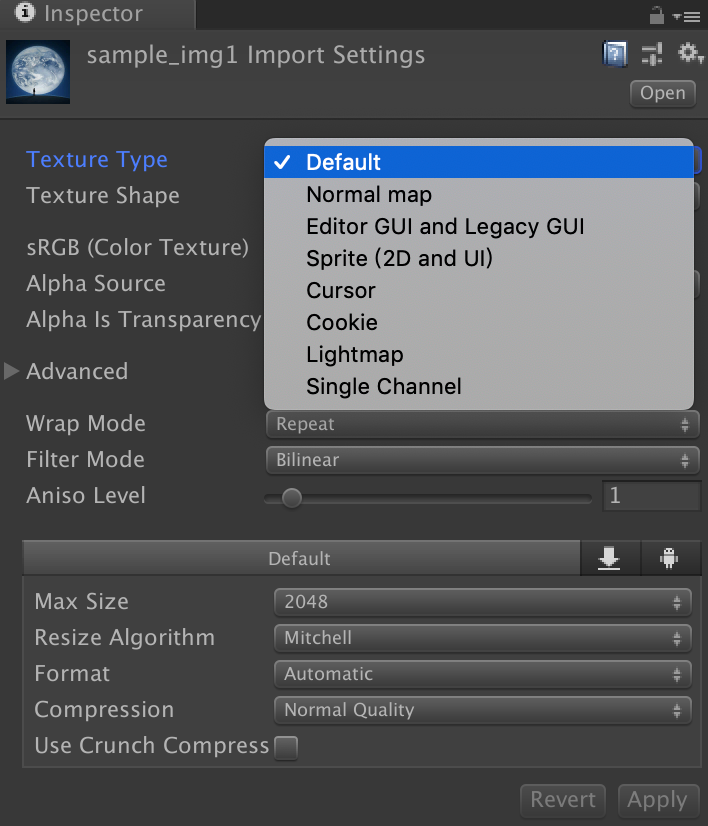 Inspector
sample_img1 Import Settings
Open
Texture Type
Default
Normal map
Editor GUI and Legacy GUI
Sprite (2D and UI)
Cursor
Cookie
Lightmap
Single Channel
Texture Shape
sRGB (Color Texture)
Alpha Source
Alpha Is Transparency
Advanced
Wrap Mode Repeat
Filter Mode Bilinear
Aniso Level 1
Default
Max Size 2048
Resize Algorithm Mitchell
Format Automatic
Compression Normal Quality
Use Crunch Compress
Revert Apply